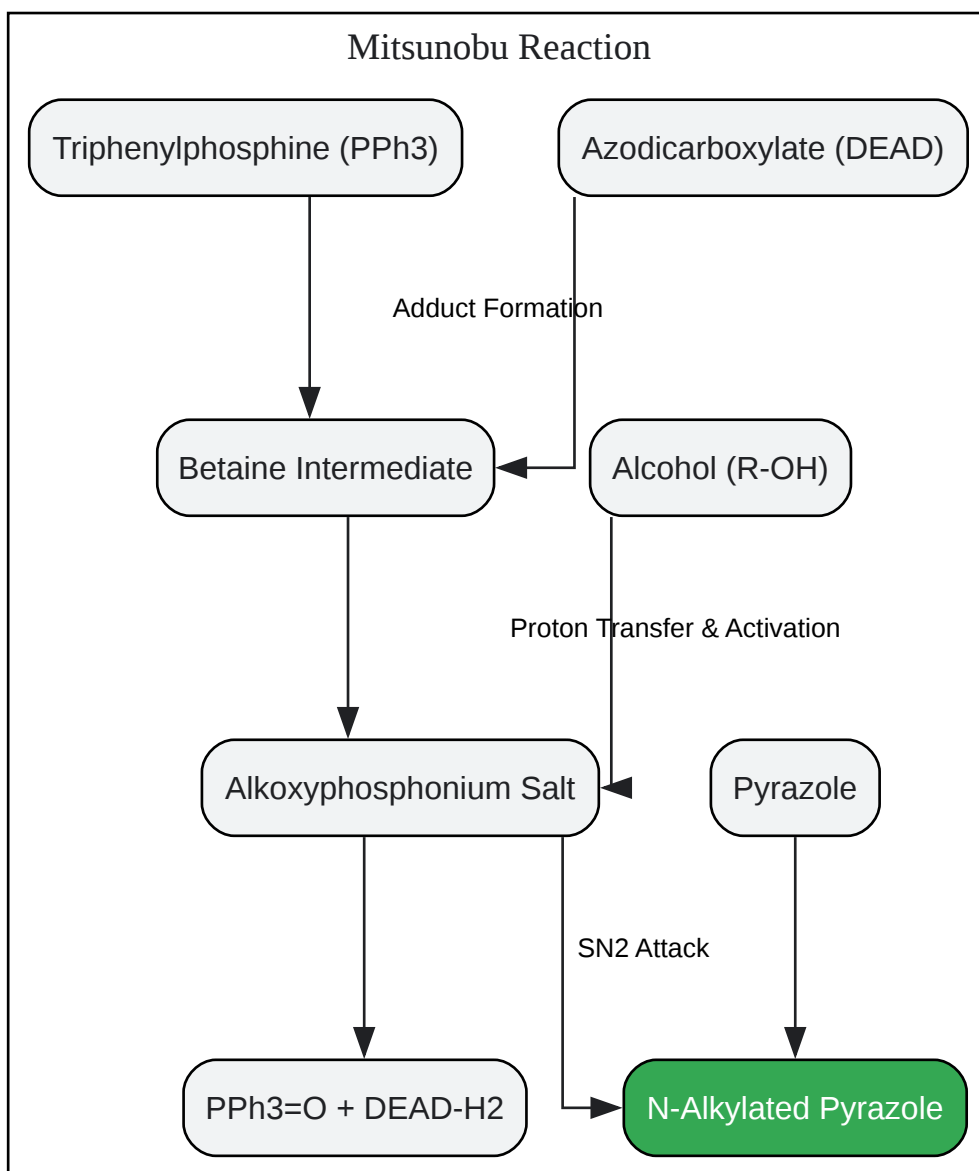 Mitsunobu Reaction
Triphenylphosphine (PPh3)
Azodicarboxylate (DEAD)
Adduct Formation
Betaine Intermediate
Alcohol (R-OH)
Proton Transfer & Activation
Alkoxyphosphonium Salt
Pyrazole
SN2 Attack
PPh3=O + DEAD-H2
N-Alkylated Pyrazole